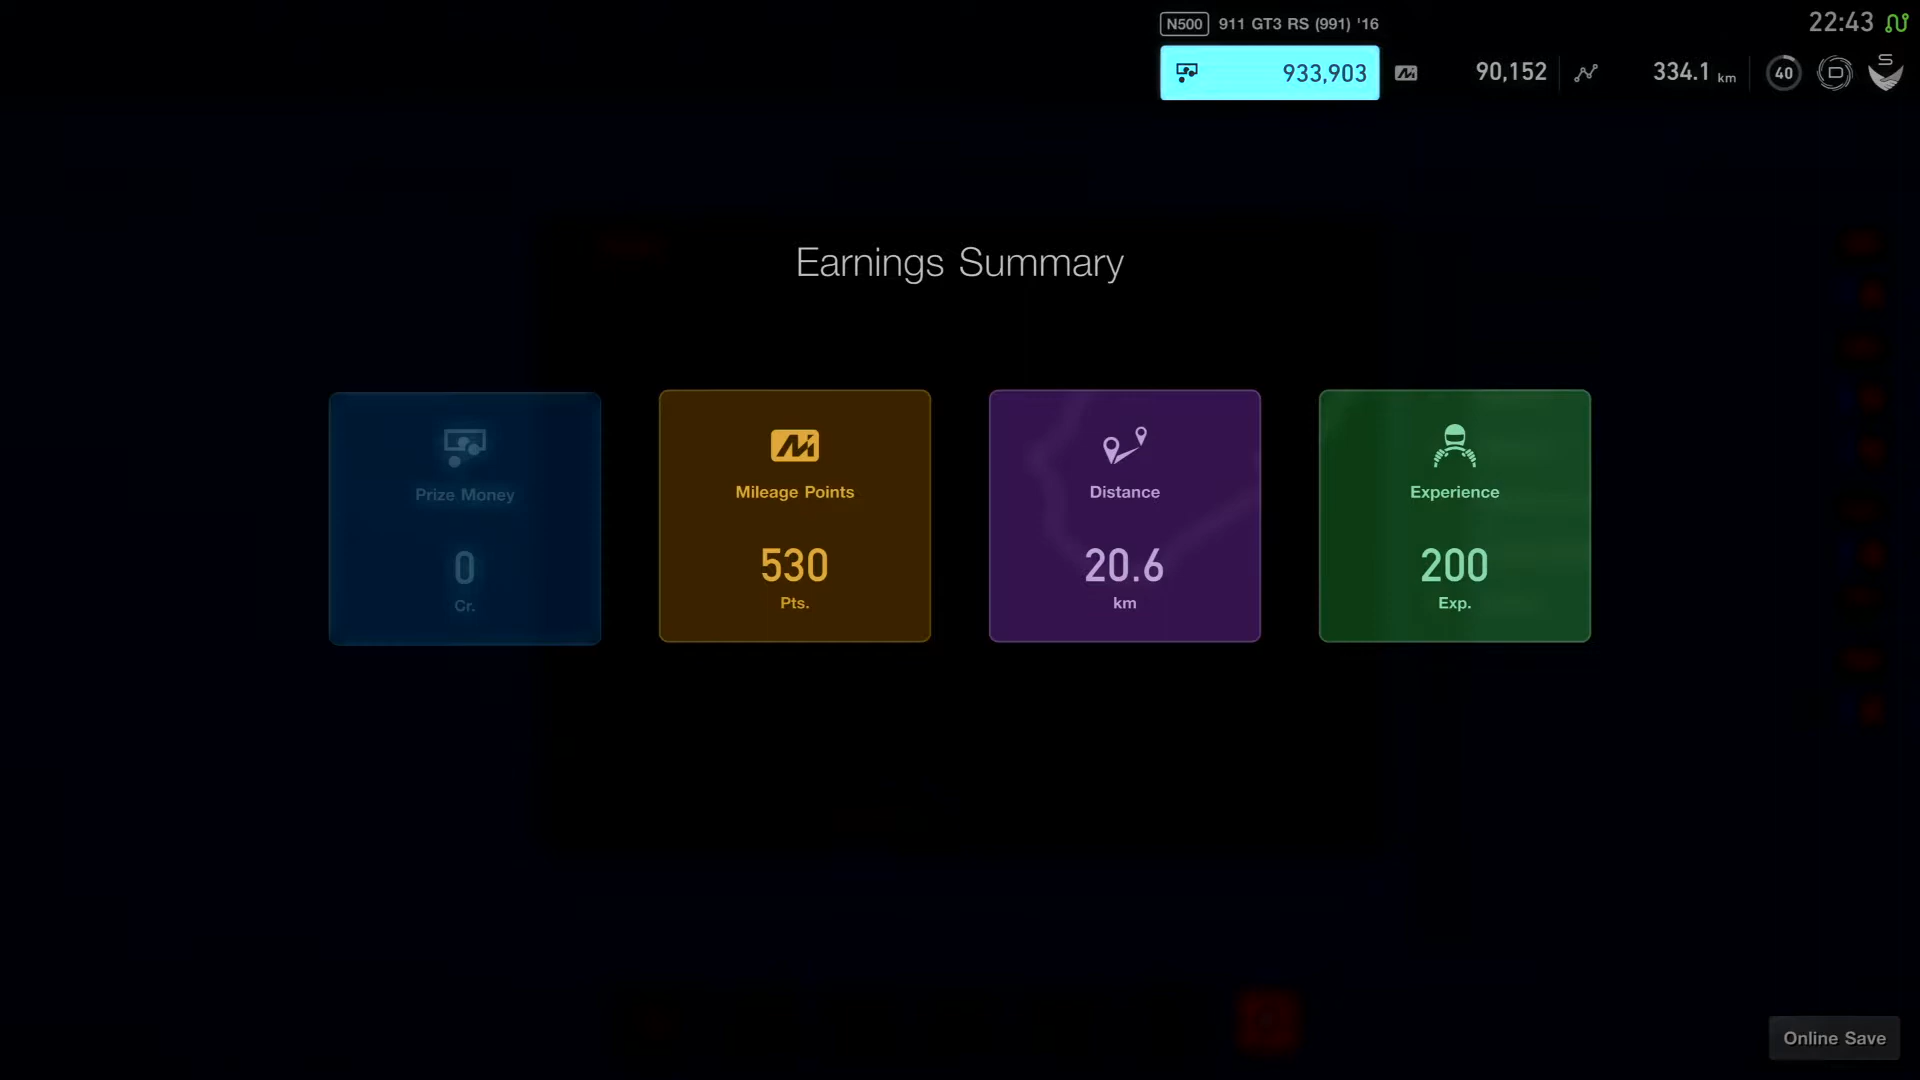 N500 911 GT3 RS (991) '16
22:43
933,903
90,152
334.1 km
40
D
S
Earnings Summary
Prize Money
0
Cr.
Mileage Points
530
Pts.
Distance
20.6
km
Experience
200
Exp.
Online Save